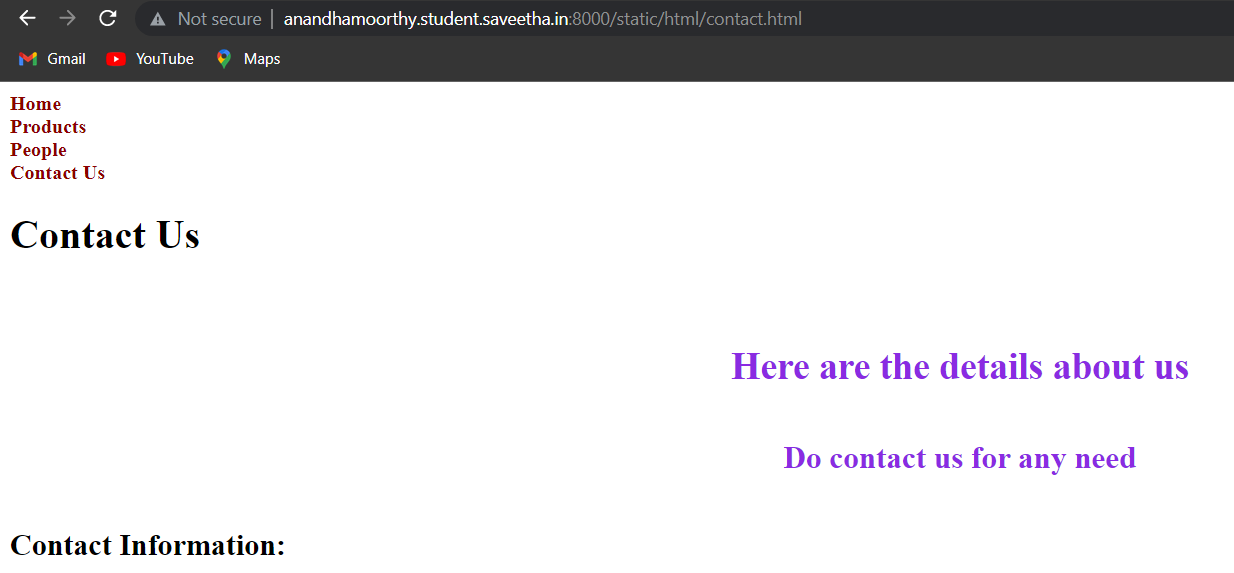 Not secure | anandhamoorthy.student.saveetha.in:8000/static/html/contact.html
Gmail YouTube Maps
Home
Products
People
Contact Us
Contact Us
Here are the details about us
Do contact us for any need
Contact Information: